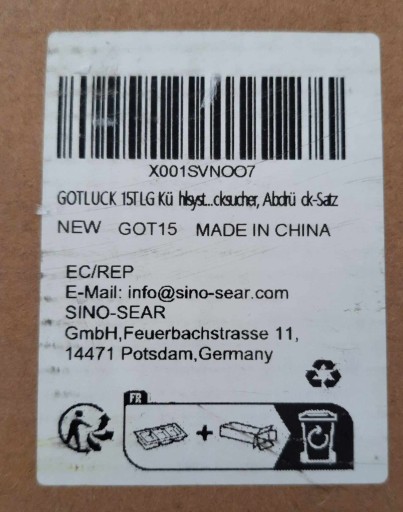 X001SVNOO7
GOTLUCK 15TLG Kü hlsyst...cksucher, Abdrü ck-Satz
NEW GOT15 MADE IN CHINA
EC/REP
E-Mail: info@sino-sear.com
SINO-SEAR
GmbH,Feuerbachstrasse 11,
14471 Potsdam,Germany
FR